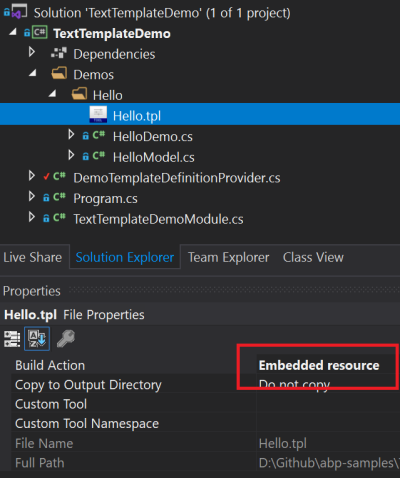 Solution 'TextTemplateDemo' (1 of 1 project)
C# TextTemplateDemo
Dependencies
Demos
Hello
Hello.tpl
C# HelloDemo.cs
C# HelloModel.cs
C# DemoTemplateDefinitionProvider.cs
C# Program.cs
C# TextTemplateDemoModule.cs
Live Share Solution Explorer Team Explorer Class View
Properties
Hello.tpl File Properties
Build Action Embedded resource
Copy to Output Directory Do not copy
Custom Tool
Custom Tool Namespace
File Name Hello.tpl
Full Path D:\Github\abp-samples\